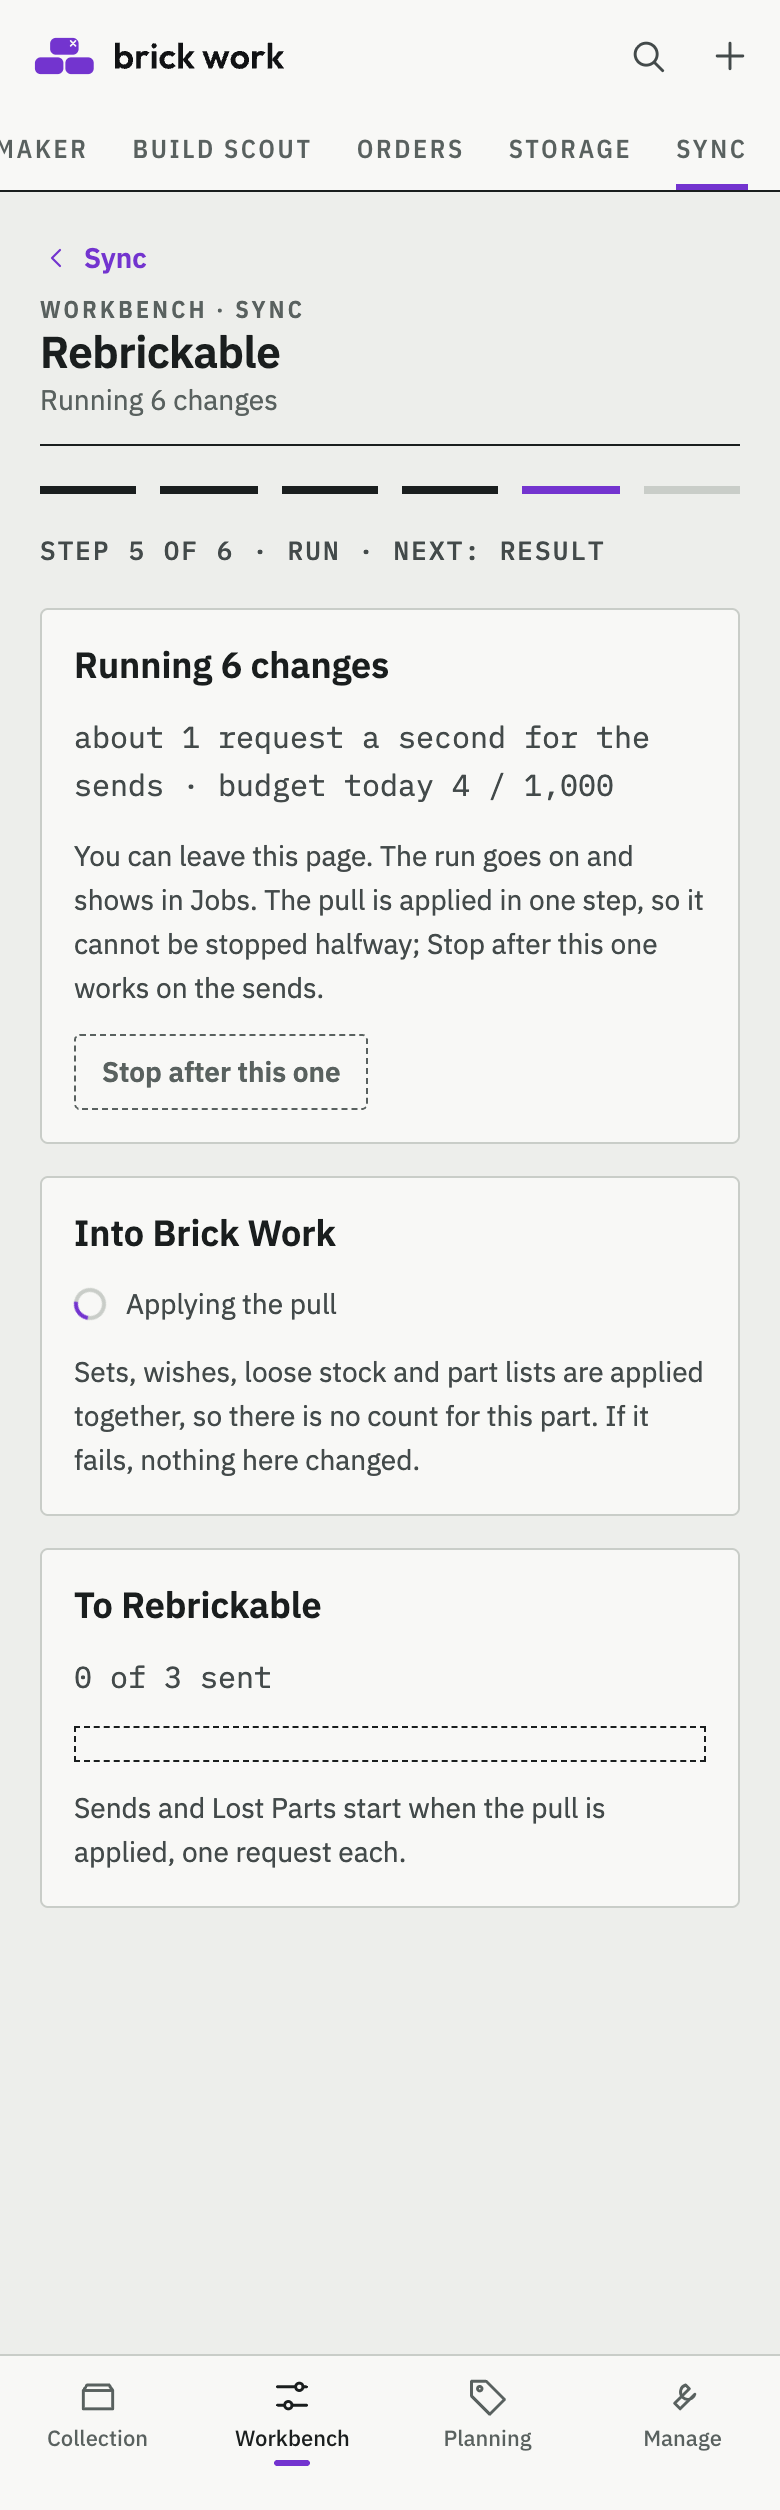 brick work
MAKER BUILD SCOUT ORDERS STORAGE SYNC
Sync
WORKBENCH · SYNC
Rebrickable
Running 6 changes
STEP 5 OF 6 · RUN · NEXT: RESULT
Running 6 changes
about 1 request a second for the
sends · budget today 4 / 1,000
You can leave this page. The run goes on and
shows in Jobs. The pull is applied in one step, so it
cannot be stopped halfway; Stop after this one
works on the sends.
Stop after this one
Into Brick Work
Applying the pull
Sets, wishes, loose stock and part lists are applied
together, so there is no count for this part. If it
fails, nothing here changed.
To Rebrickable
0 of 3 sent
Sends and Lost Parts start when the pull is
applied, one request each.
Collection Workbench Planning Manage